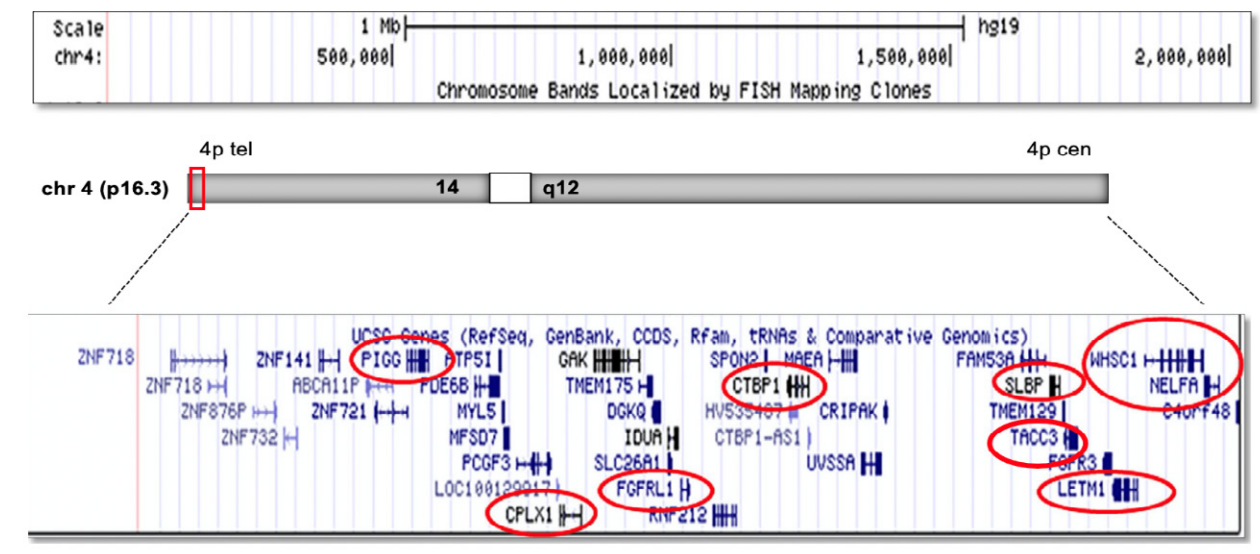 Scale 1 Mb hg19
chr4: 500,000 1,000,000 1,500,000 2,000,000
Chromosome Bands Localized by FISH Mapping Clones
4p tel 4p cen
chr 4 (p16.3) 14 q12
UCSC Genes (RefSeq, GenBank, CCDS, Rfam, tRNAs & Comparative Genomics)
ZNF718 ZNF141 PIGG ATP5I GAK SPON2 MAEA FAM53A WHSC1
ZNF718 ABCA11P PDE6B TMEM175 CTBP1 SLBP NELFA
ZNF876P ZNF721 MYL5 DGKQ HV535487 CRIPAK TMEM129 C4orf48
ZNF732 MFSD7 IDUA CTBP1-AS1 TACC3
PCGF3 SLC26A1 UVSSA FGFR3
LOC100129917 FGFRL1 LETM1
CPLX1 RNF212